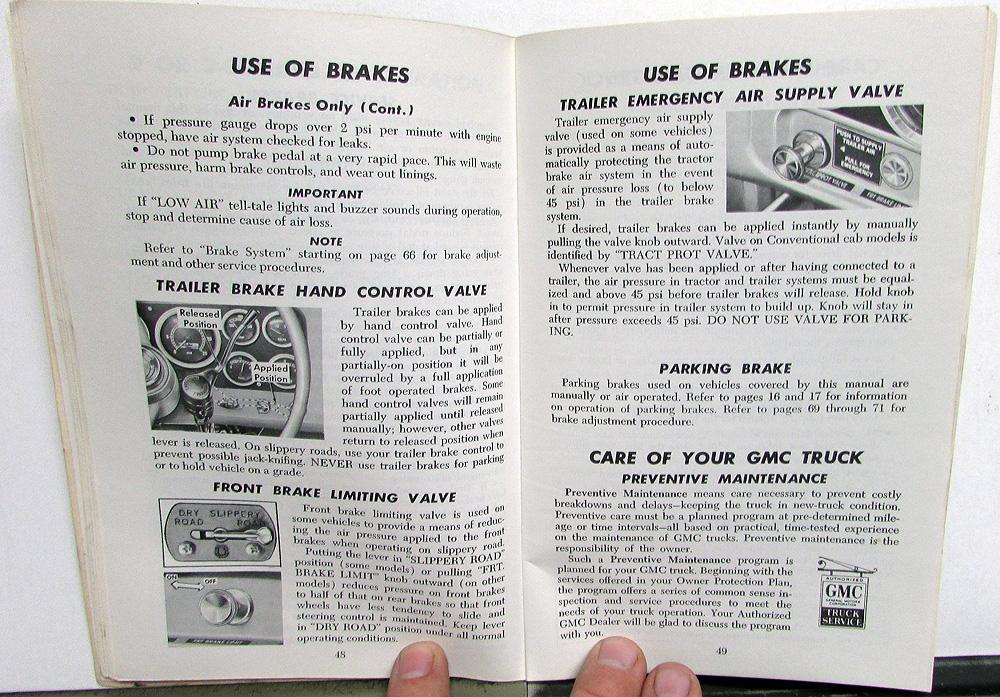 USE OF BRAKES
Air Brakes Only (Cont.)
• If pressure gauge drops over 2 psi per minute with engine
stopped, have air system checked for leaks.
• Do not pump brake pedal at a very rapid pace. This will waste
air pressure, harm brake controls, and wear out linings.
IMPORTANT
If “LOW AIR” tell-tale lights and buzzer sounds during operation,
stop and determine cause of air loss.
NOTE
Refer to “Brake System” starting on page 66 for brake adjust-
ment and other service procedures.
TRAILER BRAKE HAND CONTROL VALVE
Released
Position
Applied
Position
Trailer brakes can be applied
by hand control valve. Hand
control valve can be partially or
fully applied, but in any
partially-on position it will be
overruled by a full application
of foot operated brakes. Some
hand control valves will remain
partially applied until released
manually; however, other valves
return to released position when
lever is released. On slippery roads, use your trailer brake control to
prevent possible jack-knifing. NEVER use trailer brakes for parking
or to hold vehicle on a grade.
FRONT BRAKE LIMITING VALVE
DRY SLIPPERY
ROAD ROAD
ON OFF
FRT BRAKE LIMIT
Front brake limiting valve is used on
some vehicles to provide a means of reduc-
ing the air pressure applied to the front
brakes when operating on slippery road.
Putting the lever in “SLIPPERY ROAD”
position (some models) or pulling “FRT.
BRAKE LIMIT” knob outward (on other
models) reduces pressure on front brakes
to half of that on rear brakes so that front
wheels have less tendency to slide and
steering control is maintained. Keep lever
in “DRY ROAD” position under all normal
operating conditions.
48
USE OF BRAKES
TRAILER EMERGENCY AIR SUPPLY VALVE
Trailer emergency air supply
valve (used on some vehicles)
is provided as a means of auto-
matically protecting the tractor
brake air system in the event
of air pressure loss (to below
45 psi) in the trailer brake
system.
PUSH TO SUPPLY
TRAILER AIR
PULL FOR
EMERGENCY
PROT VALVE
FRT BRAKE
If desired, trailer brakes can be applied instantly by manually
pulling the valve knob outward. Valve on Conventional cab models is
identified by “TRACT PROT VALVE.”
Whenever valve has been applied or after having connected to a
trailer, the air pressure in tractor and trailer systems must be equal-
ized and above 45 psi before trailer brakes will release. Hold knob
in to permit pressure in trailer system to build up. Knob will stay in
after pressure exceeds 45 psi. DO NOT USE VALVE FOR PARK-
ING.
PARKING BRAKE
Parking brakes used on vehicles covered by this manual are
manually or air operated. Refer to pages 16 and 17 for information
on operation of parking brakes. Refer to pages 69 through 71 for
brake adjustment procedure.
CARE OF YOUR GMC TRUCK
PREVENTIVE MAINTENANCE
Preventive Maintenance means care necessary to prevent costly
breakdowns and delays—keeping the truck in new-truck condition.
Preventive care must be a planned program at pre-determined mile-
age or time intervals—all based on practical, time-tested experience
on the maintenance of GMC trucks. Preventive maintenance is the
responsibility of the owner.
Such a Preventive Maintenance program is
planned for your GMC truck. Beginning with the
services offered in your Owner Protection Plan,
the program offers a series of common sense in-
spection and service procedures to meet the
needs of your truck operation. Your Authorized
GMC Dealer will be glad to discuss the program
with you.
AUTHORIZED
GMC
GENERAL MOTORS
CORPORATION
TRUCK
SERVICE
49